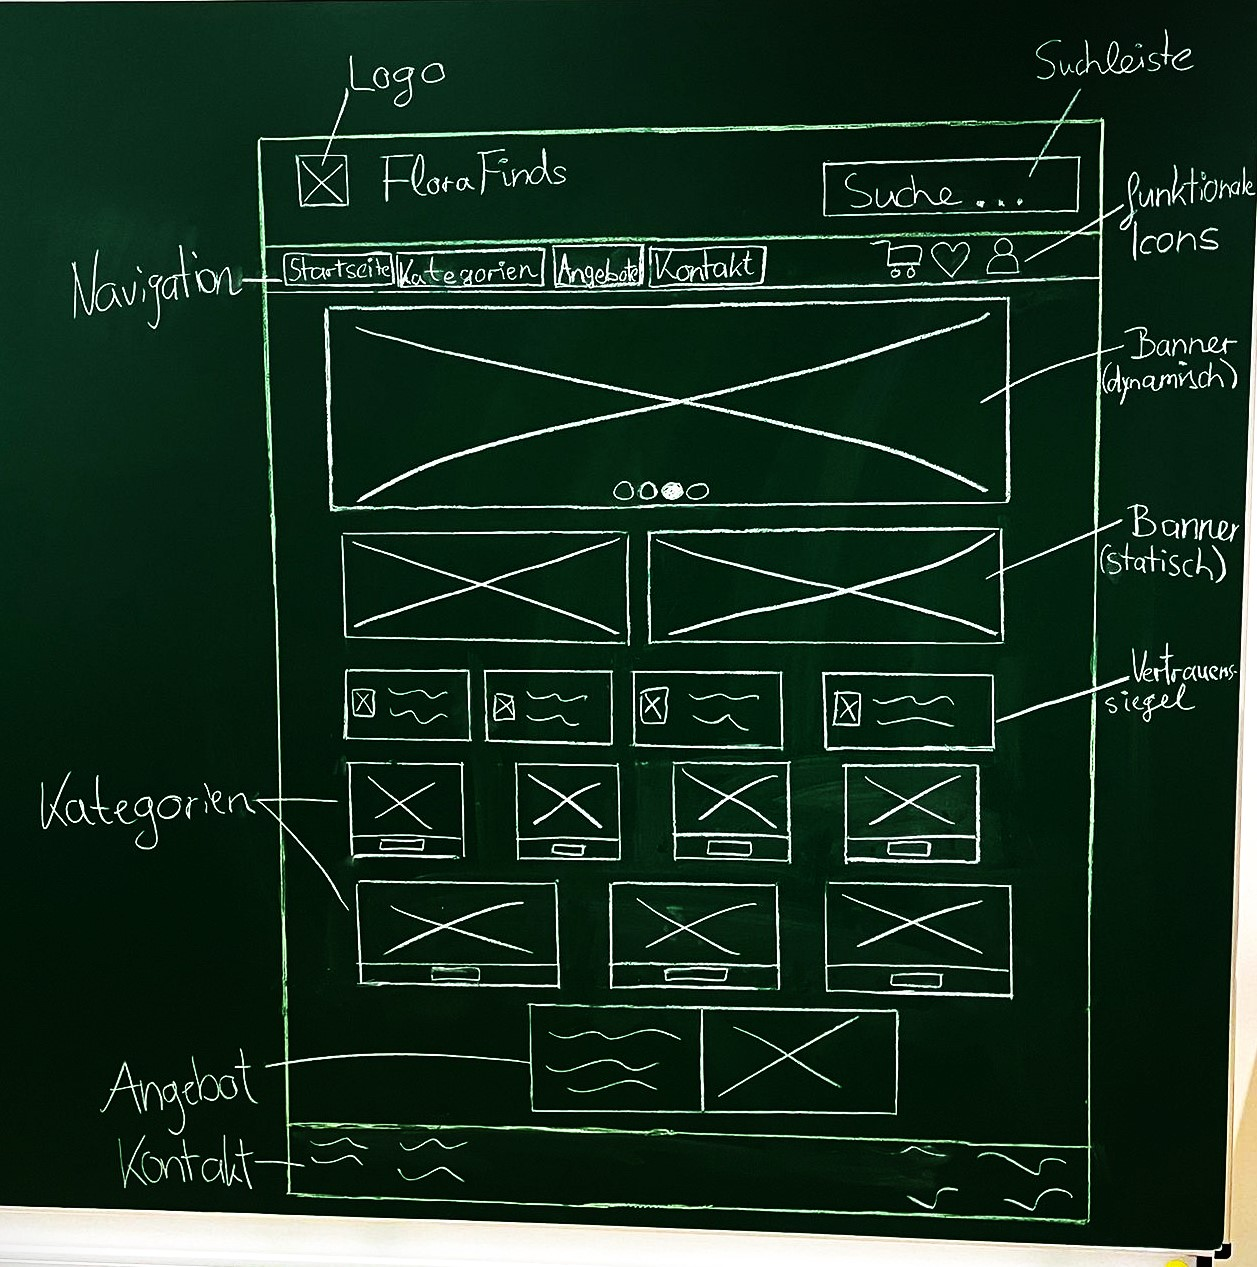 Logo
Suchleiste
FloraFinds
Suche...
funktionale
Icons
Navigation
Startseite Kategorien Angebote Kontakt
Banner
(dynamisch)
Banner
(statisch)
Vertrauens-
siegel
Kategorien
Angebot
Kontakt